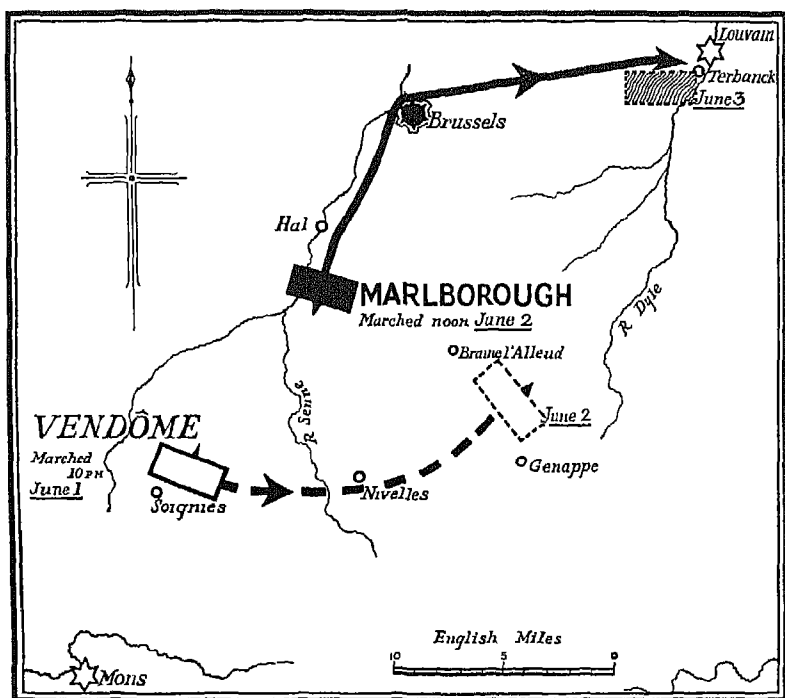 Louvain
Terbanck
June 3
Brussels
Hal
MARLBOROUGH
Marched noon June 2
R Dyle
Braine l'Alleud
R Senne
VENDÔME
June 2
Marched
10 PM
June 1
Genappe
Nivelles
Soignies
English Miles
10 5 0
Mons